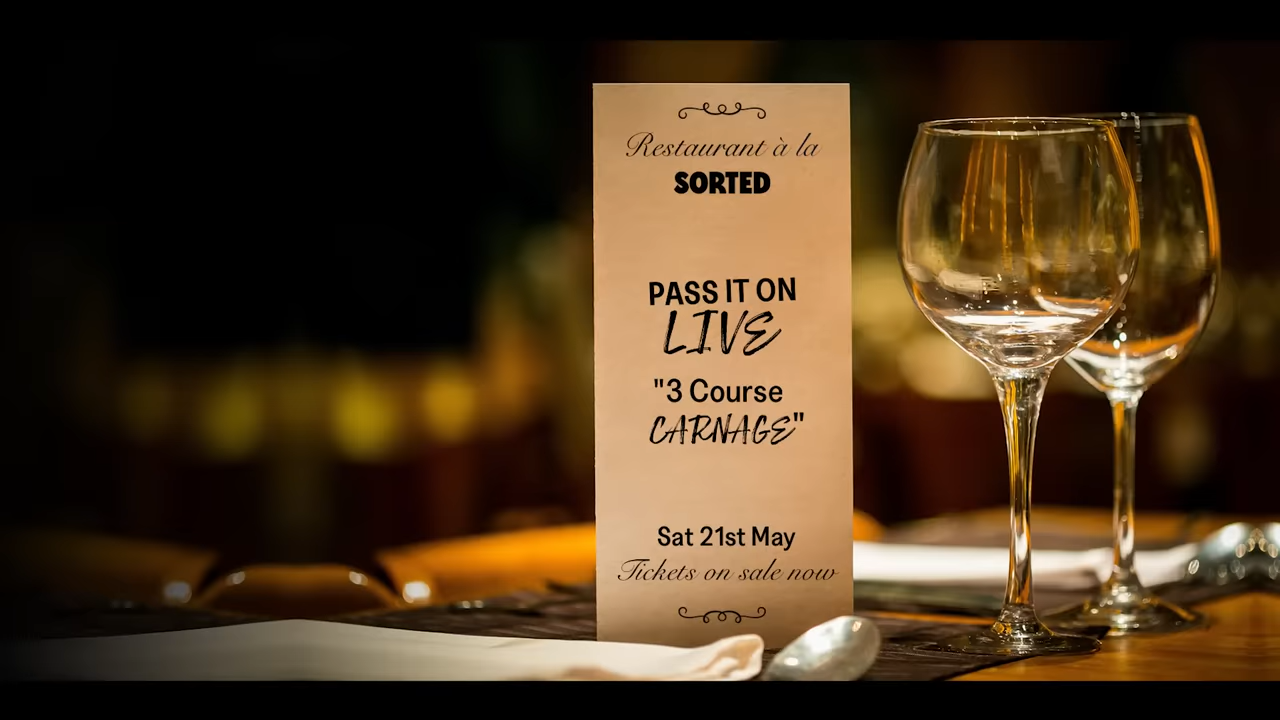 Restaurant à la
SORTED
PASS IT ON
LIVE
"3 Course
CARNAGE"
Sat 21st May
Tickets on sale now